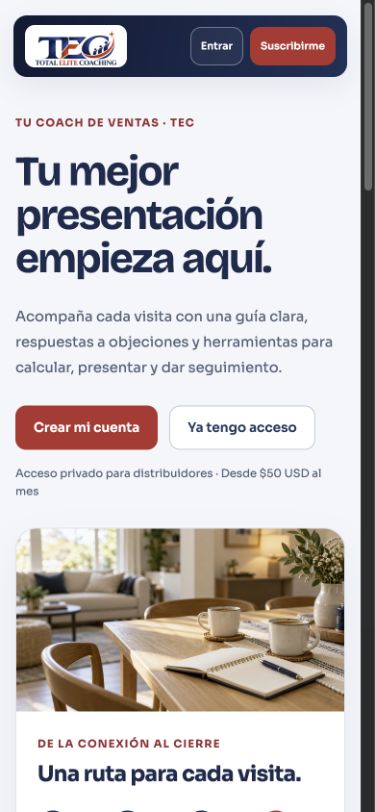 TEC
TOTAL ELITE COACHING
Entrar
Suscribirme
TU COACH DE VENTAS · TEC
Tu mejor
presentación
empieza aquí.
Acompaña cada visita con una guía clara,
respuestas a objeciones y herramientas para
calcular, presentar y dar seguimiento.
Crear mi cuenta
Ya tengo acceso
Acceso privado para distribuidores · Desde $50 USD al
mes
DE LA CONEXIÓN AL CIERRE
Una ruta para cada visita.